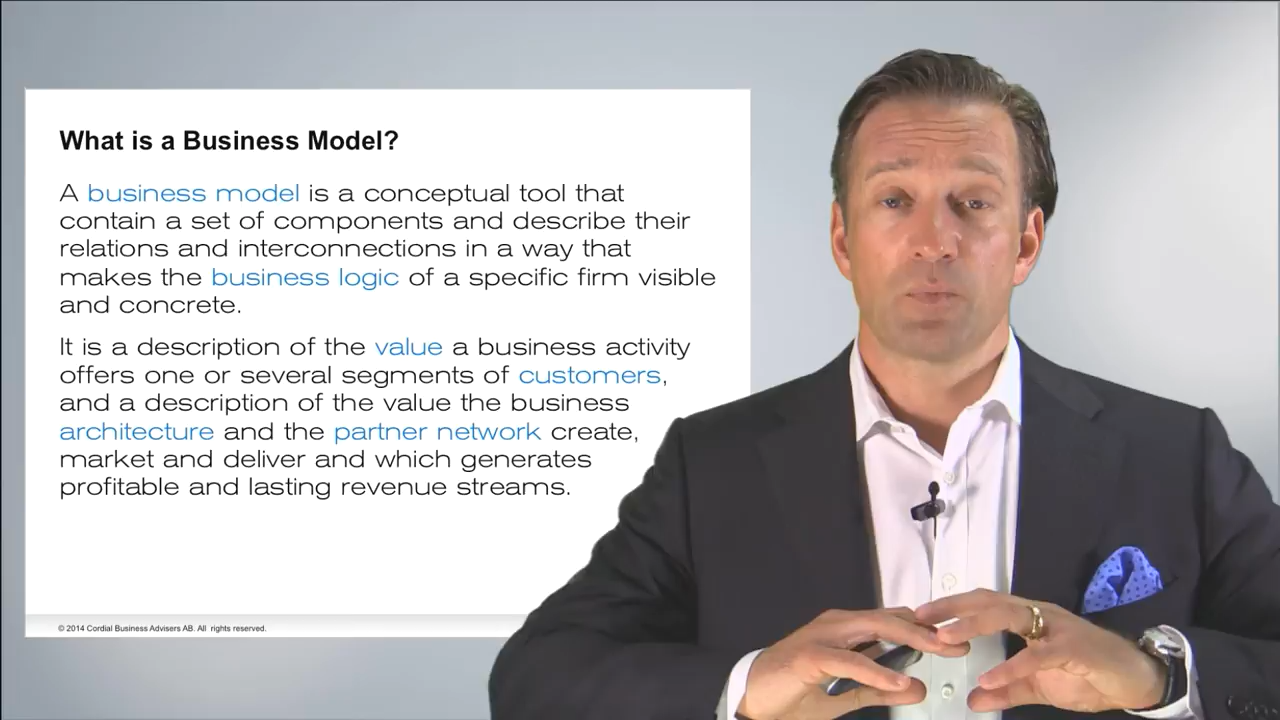 What is a Business Model?
A business model is a conceptual tool that
contain a set of components and describe their
relations and interconnections in a way that
makes the business logic of a specific firm visible
and concrete.
It is a description of the value a business activity
offers one or several segments of customers,
and a description of the value the business
architecture and the partner network create,
market and deliver and which generates
profitable and lasting revenue streams.
© 2014 Cordial Business Advisers AB. All rights reserved.